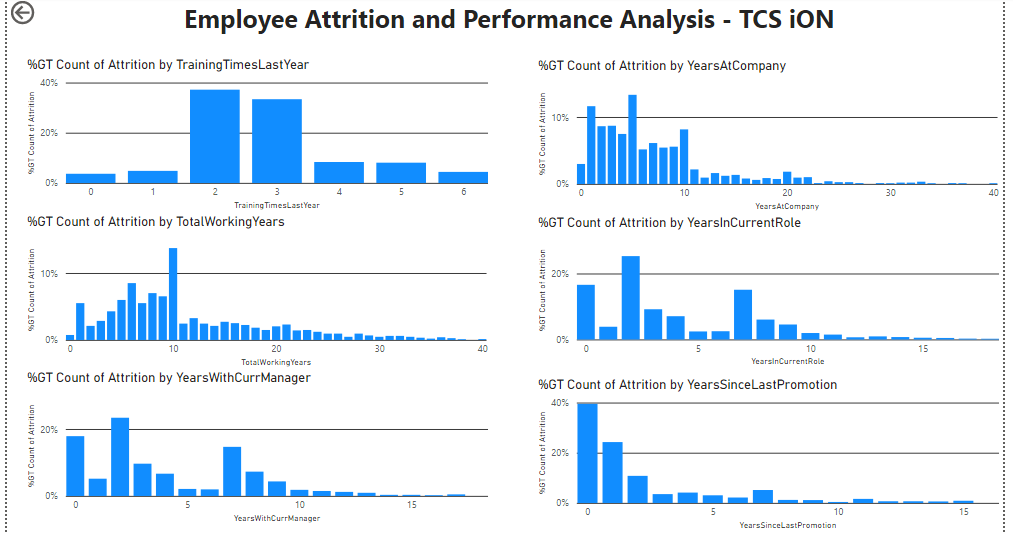 Employee Attrition and Performance Analysis - TCS iON
%GT Count of Attrition by TrainingTimesLastYear
%GT Count of Attrition
40%
20%
0%
0 1 2 3 4 5 6
TrainingTimesLastYear
%GT Count of Attrition by YearsAtCompany
%GT Count of Attrition
10%
0%
0 10 20 30 40
YearsAtCompany
%GT Count of Attrition by TotalWorkingYears
%GT Count of Attrition
10%
0%
0 10 20 30 40
TotalWorkingYears
%GT Count of Attrition by YearsInCurrentRole
%GT Count of Attrition
20%
0%
0 5 10 15
YearsInCurrentRole
%GT Count of Attrition by YearsWithCurrManager
%GT Count of Attrition
20%
0%
0 5 10 15
YearsWithCurrManager
%GT Count of Attrition by YearsSinceLastPromotion
%GT Count of Attrition
40%
20%
0%
0 5 10 15
YearsSinceLastPromotion